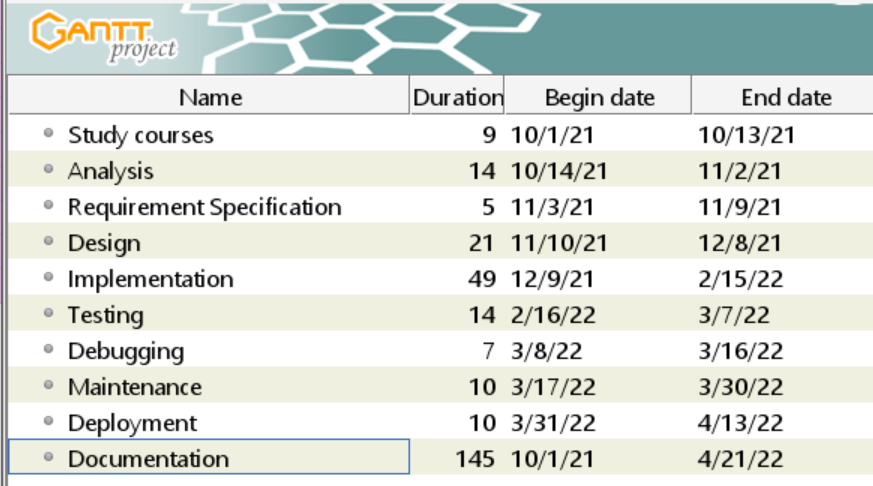 GANTT
project
Name Duration Begin date End date
Study courses 9 10/1/21 10/13/21
Analysis 14 10/14/21 11/2/21
Requirement Specification 5 11/3/21 11/9/21
Design 21 11/10/21 12/8/21
Implementation 49 12/9/21 2/15/22
Testing 14 2/16/22 3/7/22
Debugging 7 3/8/22 3/16/22
Maintenance 10 3/17/22 3/30/22
Deployment 10 3/31/22 4/13/22
Documentation 145 10/1/21 4/21/22